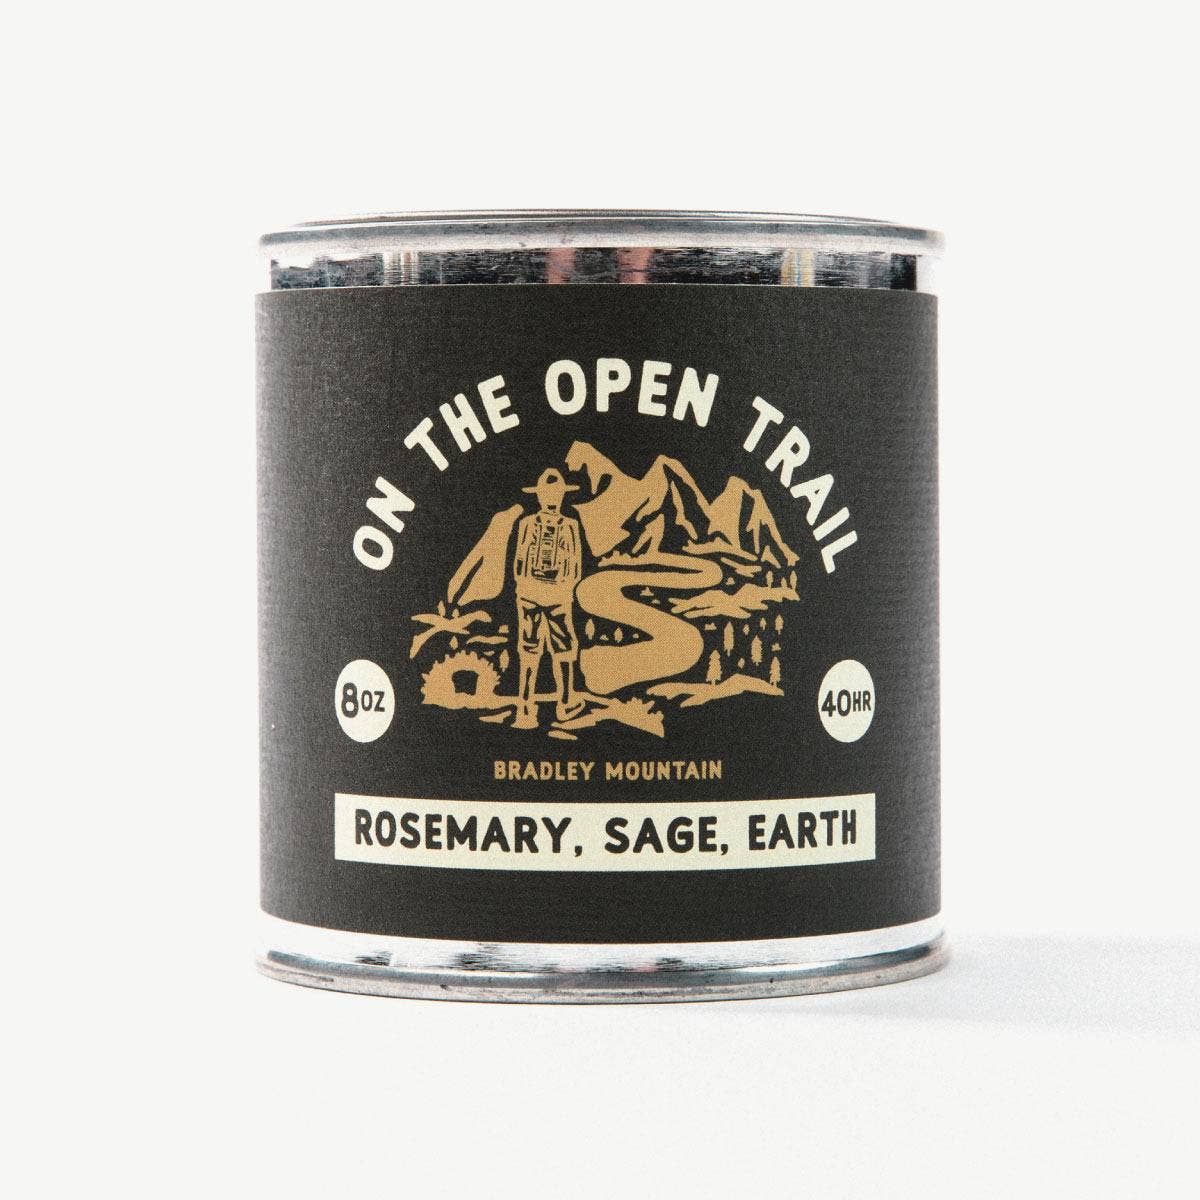 ON THE OPEN TRAIL
8OZ
40HR
BRADLEY MOUNTAIN
ROSEMARY, SAGE, EARTH